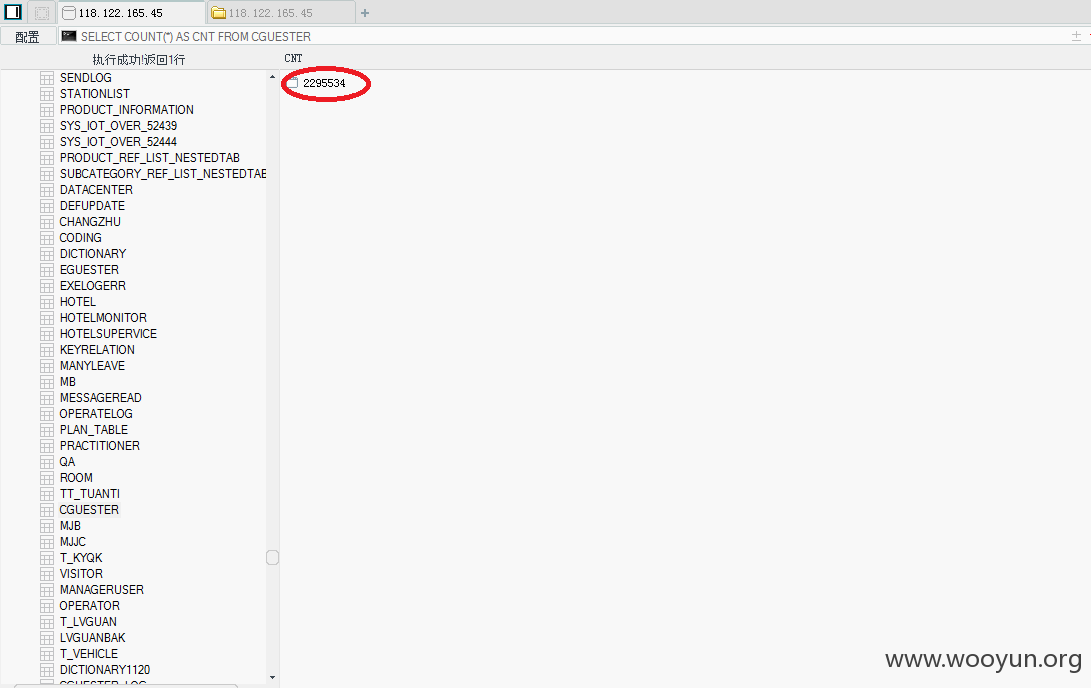 118.122.165.45
118.122.165.45
配置
SELECT COUNT(*) AS CNT FROM CGUESTER
执行成功!返回1行
CNT
2295534
SENDLOG
STATIONLIST
PRODUCT_INFORMATION
SYS_IOT_OVER_52439
SYS_IOT_OVER_52444
PRODUCT_REF_LIST_NESTEDTAB
SUBCATEGORY_REF_LIST_NESTEDTAB
DATACENTER
DEFUPDATE
CHANGZHU
CODING
DICTIONARY
EGUESTER
EXELOGERR
HOTEL
HOTELMONITOR
HOTELSUPERVICE
KEYRELATION
MANYLEAVE
MB
MESSAGEREAD
OPERATELOG
PLAN_TABLE
PRACTITIONER
QA
ROOM
TT_TUANTI
CGUESTER
MJB
MJJC
T_KYQK
VISITOR
MANAGERUSER
OPERATOR
T_LVGUAN
LVGUANBAK
T_VEHICLE
DICTIONARY1120
CGUESTER_LOG
www.wooyun.org